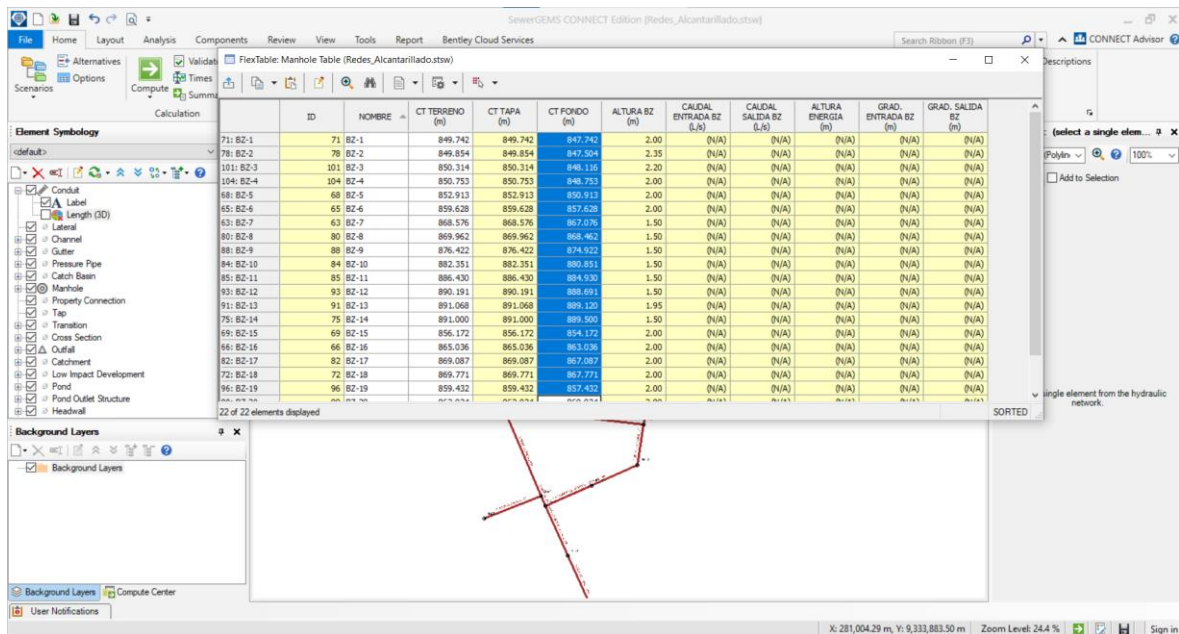 SewerGEMS CONNECT Edition [Redes_Alcantarillado.stsw]
File Home Layout Analysis Components Review View Tools Report Bentley Cloud Services Search Ribbon (F3) CONNECT Advisor
Scenarios
Alternatives
Options
Compute
Validate
Times
Calculation
Descriptions
FlexTable: Manhole Table (Redes_Alcantarillado.stsw)
ID NOMBRE CT TERRENO (m) CT TAPA (m) CT FONDO (m) ALTURA BZ (m) CAUDAL ENTRADA BZ (L/s) CAUDAL SALIDA BZ (L/s) ALTURA ENERGIA (m) GRAD. ENTRADA BZ (m) GRAD. SALIDA BZ (m)
71: BZ-1 71 BZ-1 849.742 849.742 847.742 2.00 (N/A) (N/A) (N/A) (N/A) (N/A)
78: BZ-2 78 BZ-2 849.854 849.854 847.504 2.35 (N/A) (N/A) (N/A) (N/A) (N/A)
101: BZ-3 101 BZ-3 850.314 850.314 848.116 2.20 (N/A) (N/A) (N/A) (N/A) (N/A)
104: BZ-4 104 BZ-4 850.753 850.753 848.753 2.00 (N/A) (N/A) (N/A) (N/A) (N/A)
68: BZ-5 68 BZ-5 852.913 852.913 850.913 2.00 (N/A) (N/A) (N/A) (N/A) (N/A)
65: BZ-6 65 BZ-6 859.628 859.628 857.628 2.00 (N/A) (N/A) (N/A) (N/A) (N/A)
63: BZ-7 63 BZ-7 868.576 868.576 867.076 1.50 (N/A) (N/A) (N/A) (N/A) (N/A)
80: BZ-8 80 BZ-8 869.962 869.962 868.462 1.50 (N/A) (N/A) (N/A) (N/A) (N/A)
88: BZ-9 88 BZ-9 876.422 876.422 874.922 1.50 (N/A) (N/A) (N/A) (N/A) (N/A)
84: BZ-10 84 BZ-10 882.351 882.351 880.851 1.50 (N/A) (N/A) (N/A) (N/A) (N/A)
85: BZ-11 85 BZ-11 886.430 886.430 884.930 1.50 (N/A) (N/A) (N/A) (N/A) (N/A)
93: BZ-12 93 BZ-12 890.191 890.191 888.691 1.50 (N/A) (N/A) (N/A) (N/A) (N/A)
91: BZ-13 91 BZ-13 891.068 891.068 889.120 1.95 (N/A) (N/A) (N/A) (N/A) (N/A)
75: BZ-14 75 BZ-14 891.000 891.000 889.500 1.50 (N/A) (N/A) (N/A) (N/A) (N/A)
69: BZ-15 69 BZ-15 856.172 856.172 854.172 2.00 (N/A) (N/A) (N/A) (N/A) (N/A)
66: BZ-16 66 BZ-16 865.036 865.036 863.036 2.00 (N/A) (N/A) (N/A) (N/A) (N/A)
82: BZ-17 82 BZ-17 869.087 869.087 867.087 2.00 (N/A) (N/A) (N/A) (N/A) (N/A)
72: BZ-18 72 BZ-18 869.771 869.771 867.771 2.00 (N/A) (N/A) (N/A) (N/A) (N/A)
96: BZ-19 96 BZ-19 859.432 859.432 857.432 2.00 (N/A) (N/A) (N/A) (N/A) (N/A)
22 of 22 elements displayed SORTED
Element Symbology
<default>
Conduit
Label
Length (3D)
Lateral
Channel
Gutter
Pressure Pipe
Catch Basin
Manhole
Property Connection
Tap
Transition
Cross Section
Outfall
Catchment
Low Impact Development
Pond
Pond Outlet Structure
Headwall
(select a single elem...
(Polylin 100%
Add to Selection
single element from the hydraulic
network.
Background Layers
Background Layers
Background Layers Compute Center
User Notifications
X: 281,004.29 m, Y: 9,333,883.50 m Zoom Level: 24.4 % Sign in